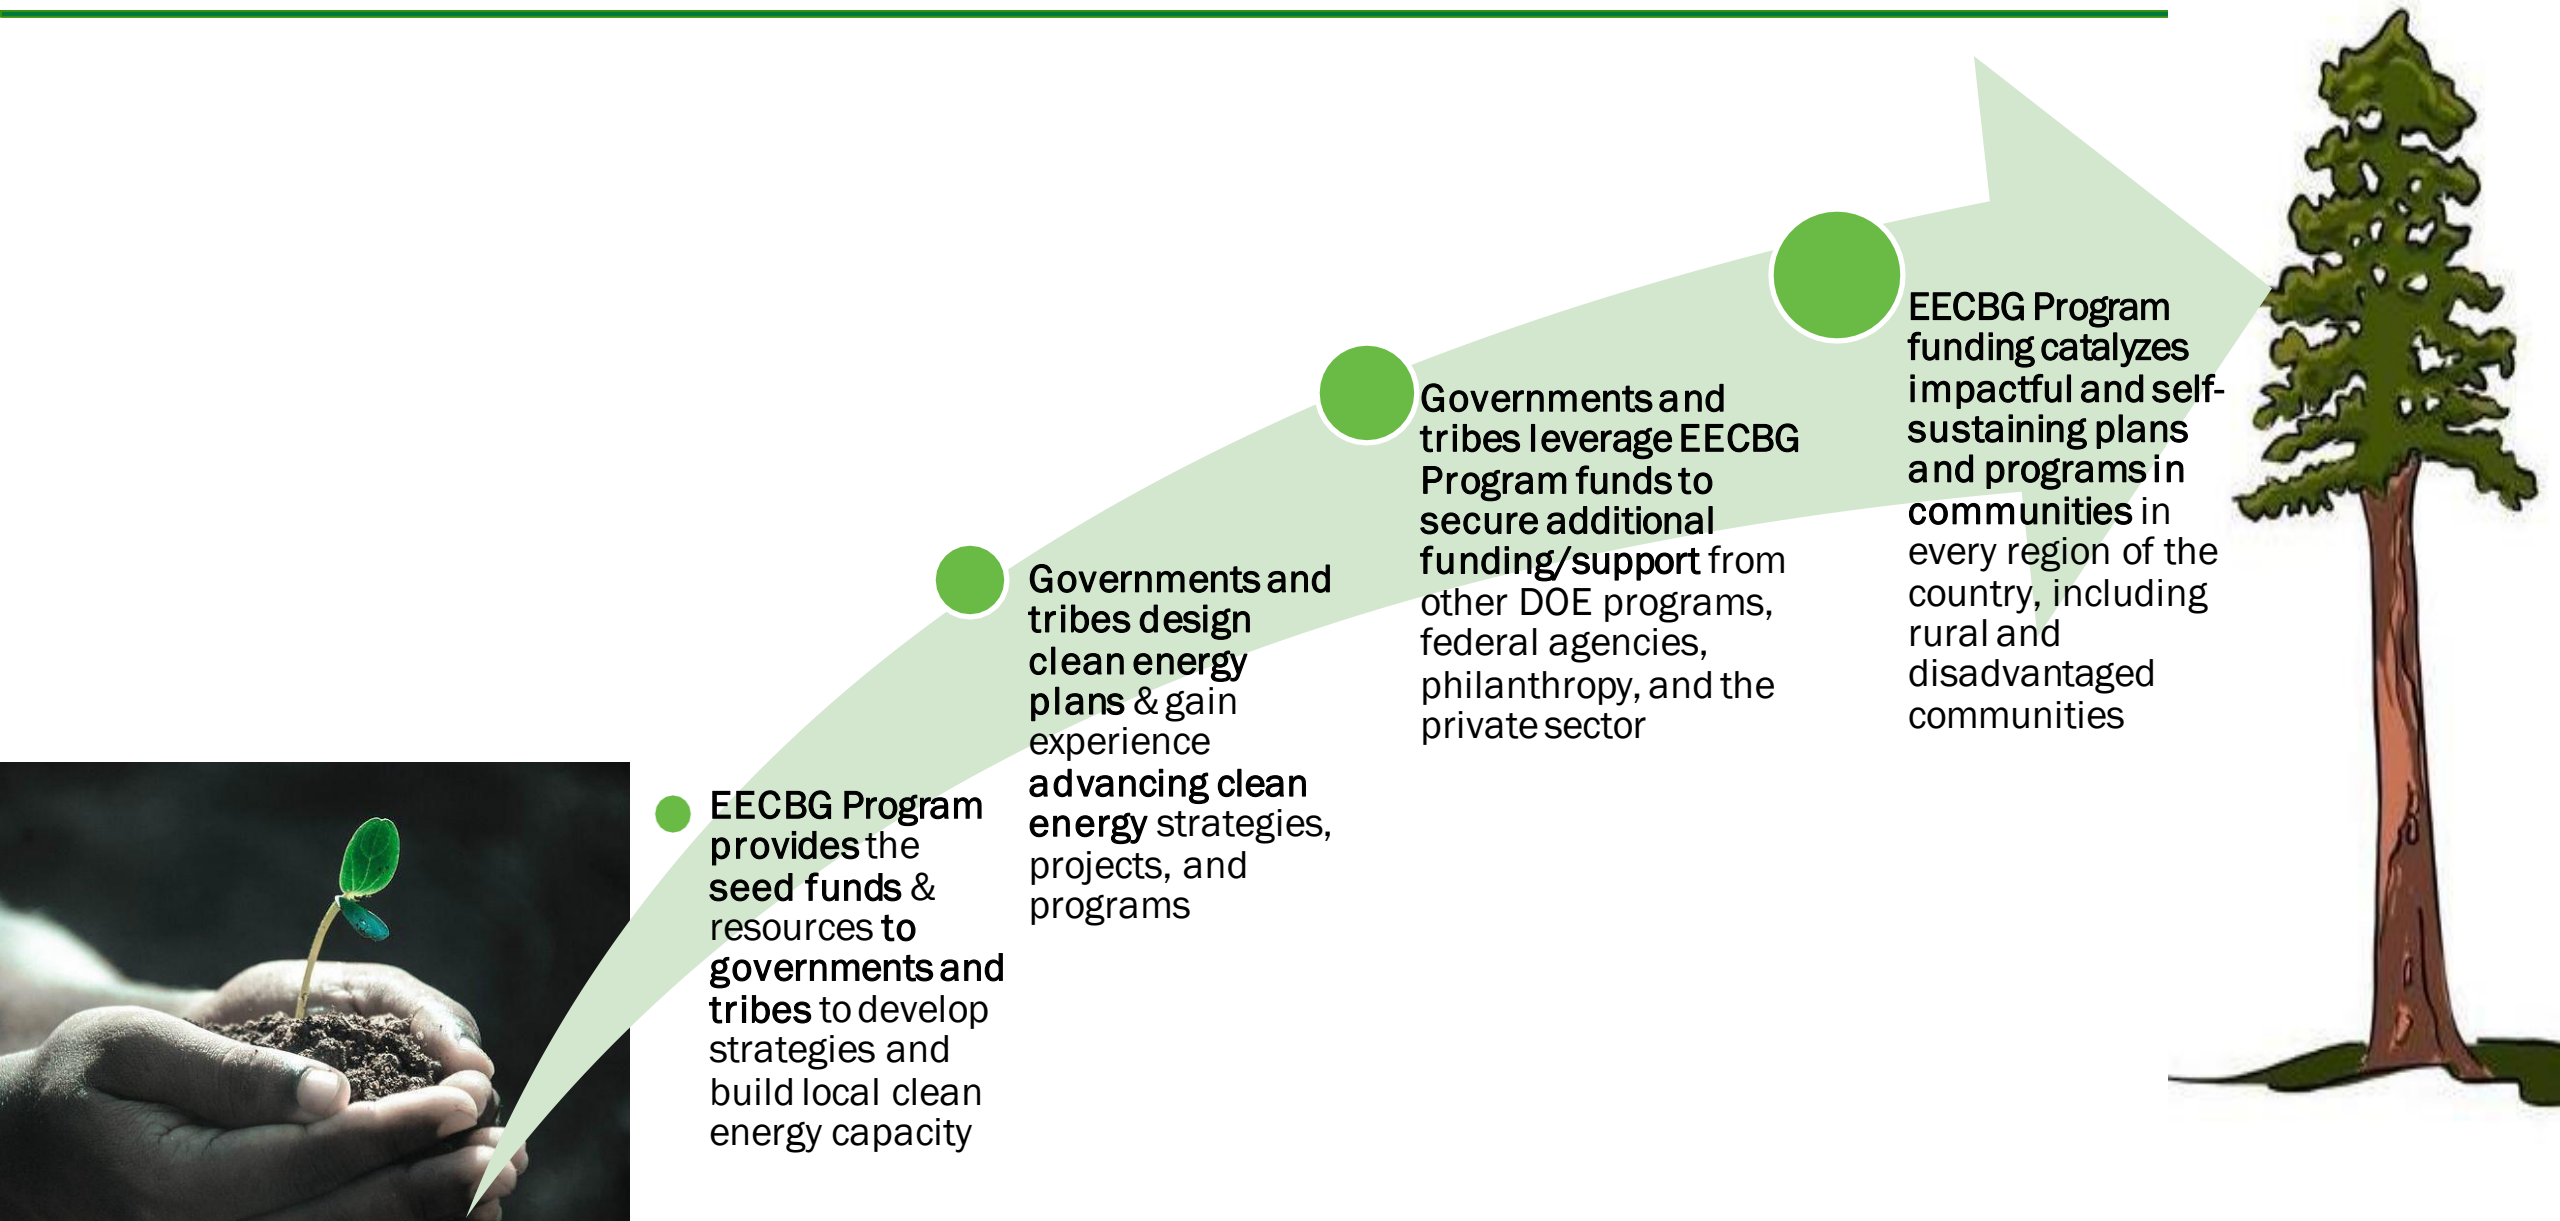 EECBG Program
provides the
seed funds &
resources to
governments and
tribes to develop
strategies and
build local clean
energy capacity
Governments and
tribes design
clean energy
plans & gain
experience
advancing clean
energy strategies,
projects, and
programs
Governments and
tribes leverage EECBG
Program funds to
secure additional
funding/support from
other DOE programs,
federal agencies,
philanthropy, and the
private sector
EECBG Program
funding catalyzes
impactful and self-
sustaining plans
and programs in
communities in
every region of the
country, including
rural and
disadvantaged
communities